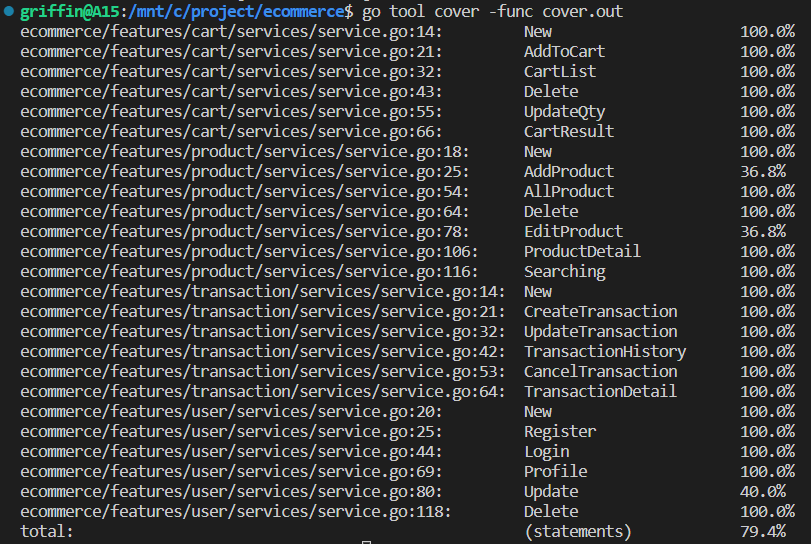 griffin@A15:/mnt/c/project/ecommerce$ go tool cover -func cover.out
ecommerce/features/cart/services/service.go:14: New 100.0%
ecommerce/features/cart/services/service.go:21: AddToCart 100.0%
ecommerce/features/cart/services/service.go:32: CartList 100.0%
ecommerce/features/cart/services/service.go:43: Delete 100.0%
ecommerce/features/cart/services/service.go:55: UpdateQty 100.0%
ecommerce/features/cart/services/service.go:66: CartResult 100.0%
ecommerce/features/product/services/service.go:18: New 100.0%
ecommerce/features/product/services/service.go:25: AddProduct 36.8%
ecommerce/features/product/services/service.go:54: AllProduct 100.0%
ecommerce/features/product/services/service.go:64: Delete 100.0%
ecommerce/features/product/services/service.go:78: EditProduct 36.8%
ecommerce/features/product/services/service.go:106: ProductDetail 100.0%
ecommerce/features/product/services/service.go:116: Searching 100.0%
ecommerce/features/transaction/services/service.go:14: New 100.0%
ecommerce/features/transaction/services/service.go:21: CreateTransaction 100.0%
ecommerce/features/transaction/services/service.go:32: UpdateTransaction 100.0%
ecommerce/features/transaction/services/service.go:42: TransactionHistory 100.0%
ecommerce/features/transaction/services/service.go:53: CancelTransaction 100.0%
ecommerce/features/transaction/services/service.go:64: TransactionDetail 100.0%
ecommerce/features/user/services/service.go:20: New 100.0%
ecommerce/features/user/services/service.go:25: Register 100.0%
ecommerce/features/user/services/service.go:44: Login 100.0%
ecommerce/features/user/services/service.go:69: Profile 100.0%
ecommerce/features/user/services/service.go:80: Update 40.0%
ecommerce/features/user/services/service.go:118: Delete 100.0%
total: (statements) 79.4%